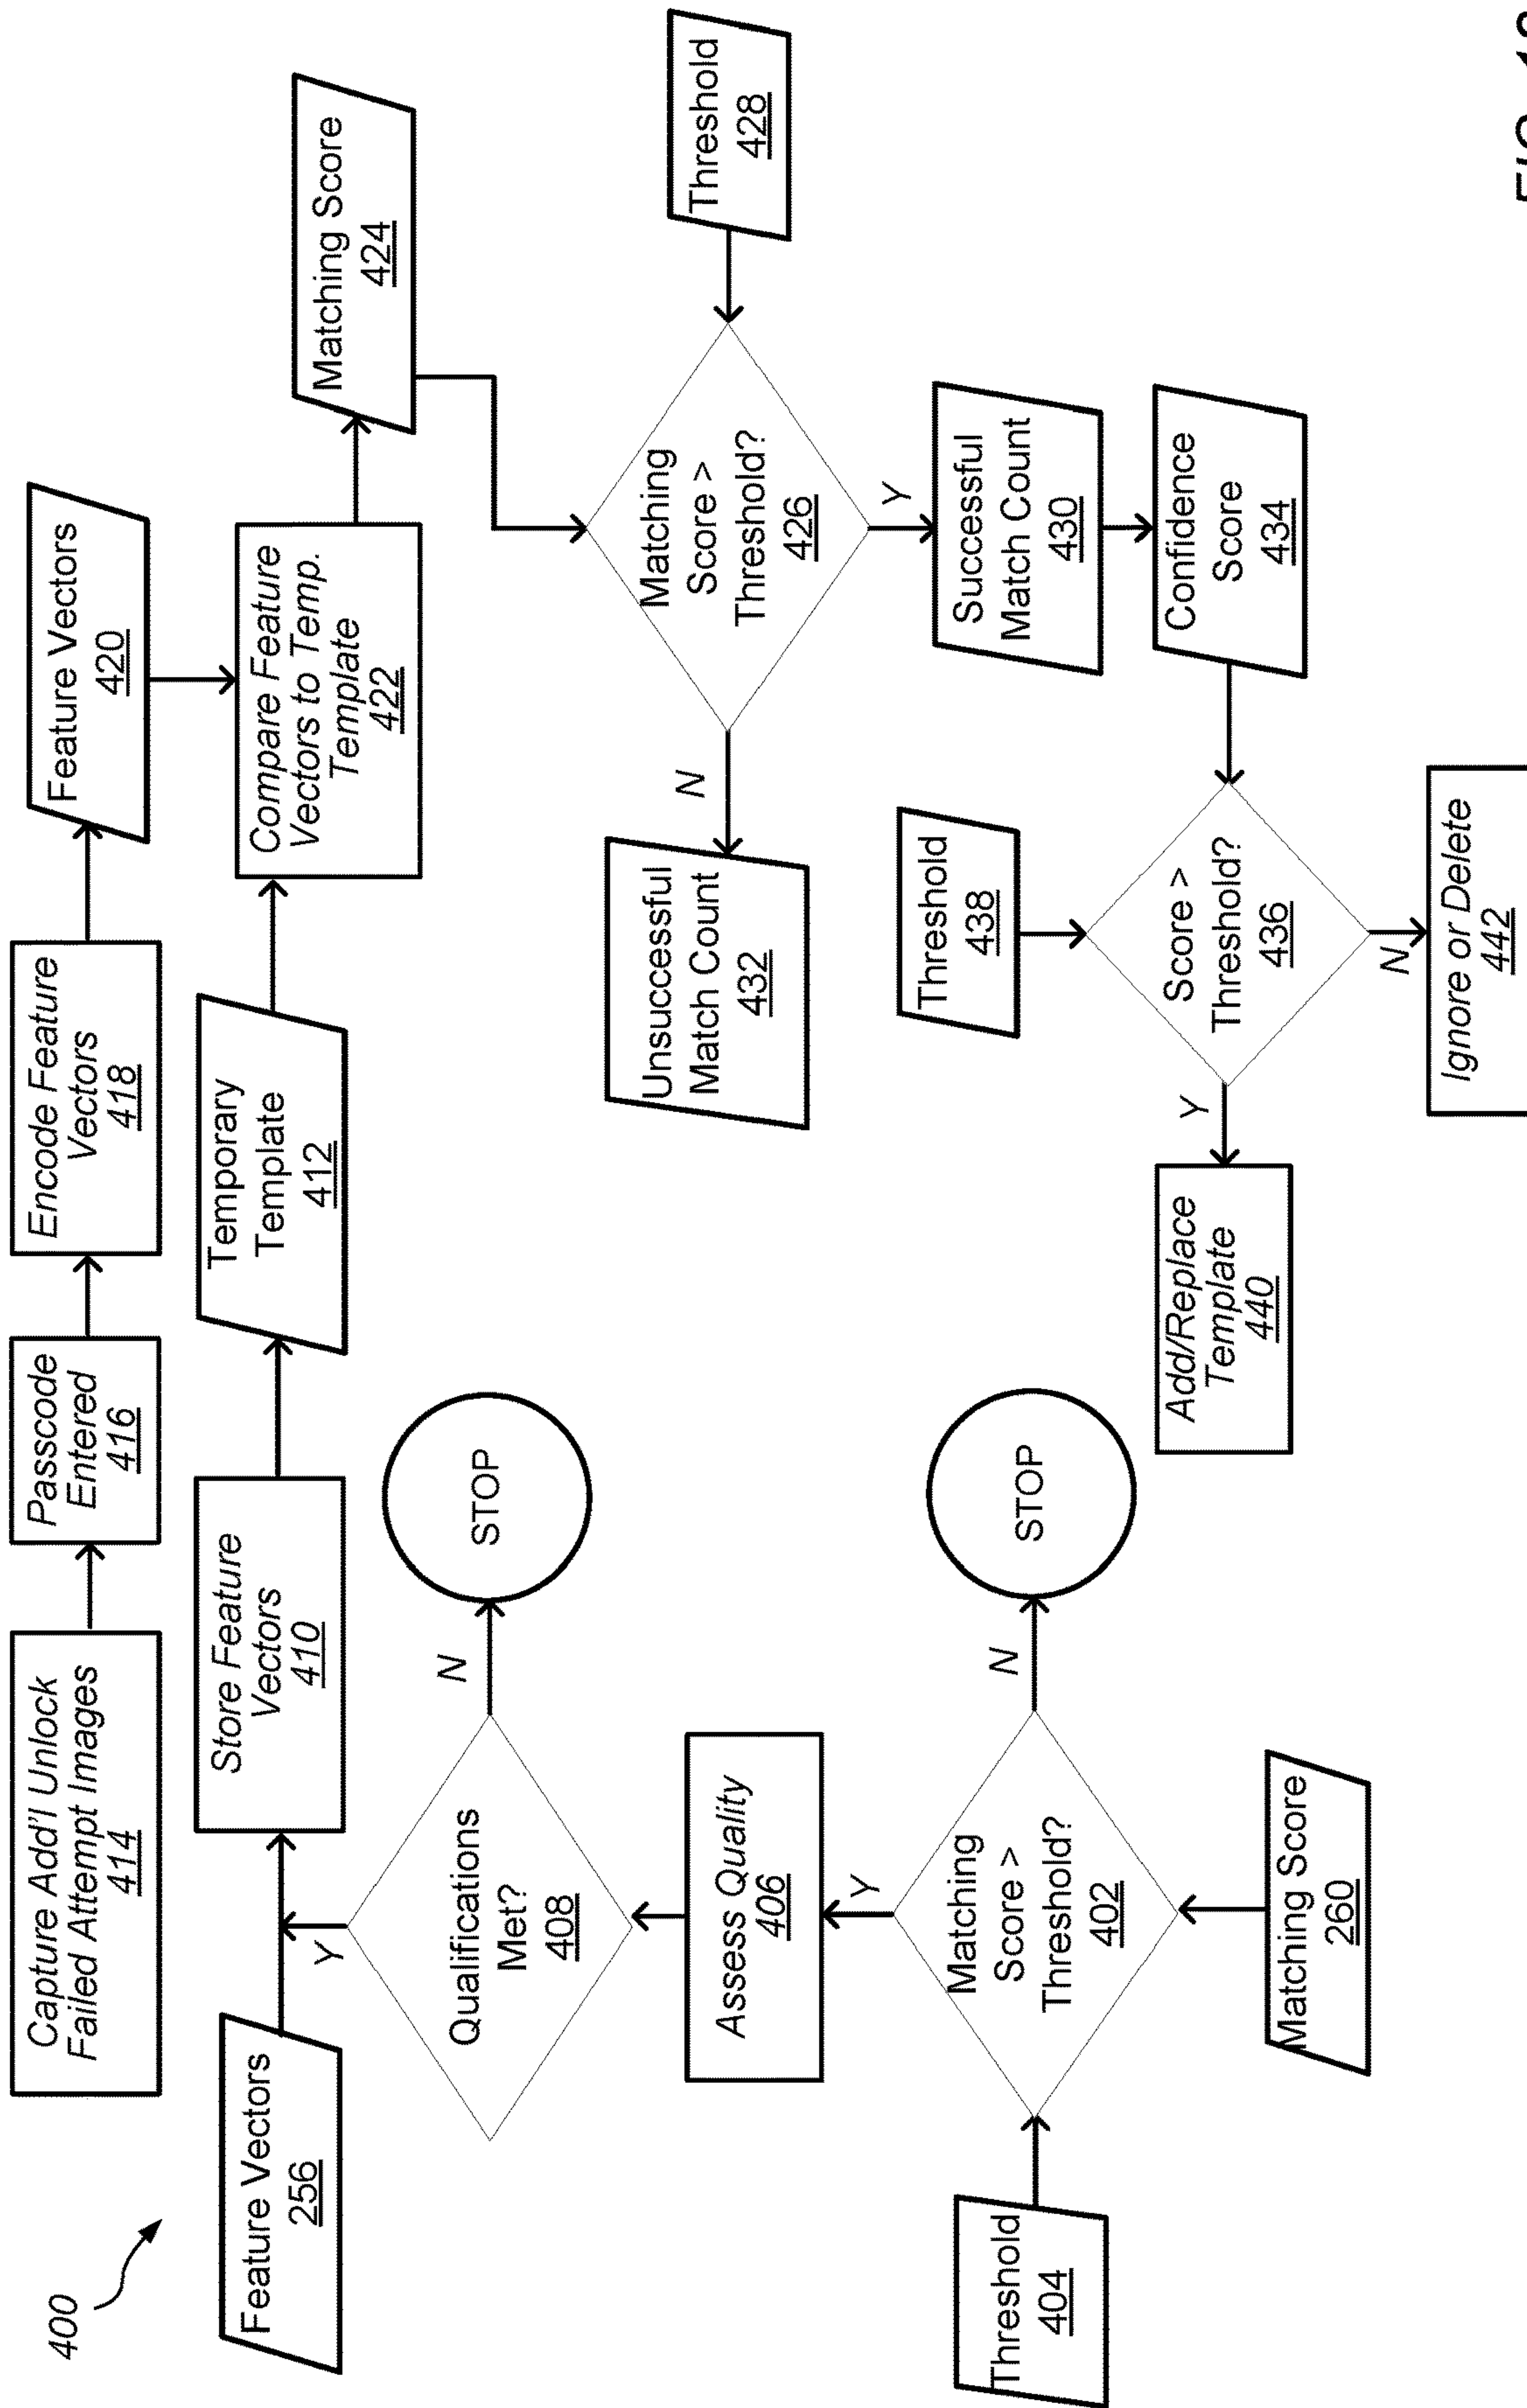 400
Capture Add'l Unlock
Failed Attempt Images
414
Passcode
Entered
416
Encode Feature
Vectors
418
Feature Vectors
420
Feature Vectors
256
Store Feature
Vectors
410
Temporary
Template
412
Compare Feature
Vectors to Temp.
Template
422
Matching Score
424
Y
Qualifications
Met?
408
N
STOP
Assess Quality
406
Y
Threshold
404
Matching
Score >
Threshold?
402
N
STOP
Matching Score
260
Unsuccessful
Match Count
432
N
Matching
Score >
Threshold?
426
Threshold
428
Y
Successful
Match Count
430
Confidence
Score
434
Threshold
438
Score >
Threshold?
436
Y
Add/Replace
Template
440
N
Ignore or Delete
442
FIG.